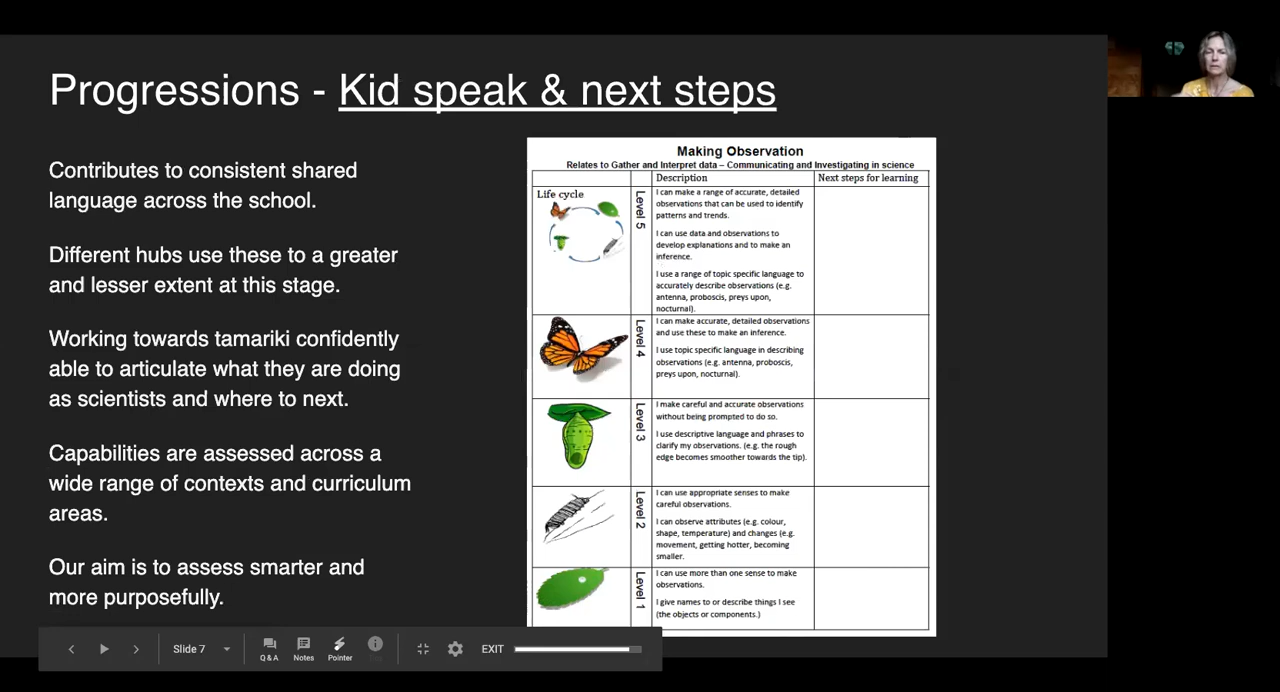 Progressions - Kid speak & next steps
Contributes to consistent shared
language across the school.
Different hubs use these to a greater
and lesser extent at this stage.
Working towards tamariki confidently
able to articulate what they are doing
as scientists and where to next.
Capabilities are assessed across a
wide range of contexts and curriculum
areas.
Our aim is to assess smarter and
more purposefully.
Making Observation
Relates to Gather and Interpret data – Communicating and Investigating in science
Description
Next steps for learning
Life cycle
Level 5
I can make a range of accurate, detailed
observations that can be used to identify
patterns and trends.
I can use data and observations to
develop explanations and to make an
inference.
I use a range of topic specific language to
accurately describe observations (e.g.
antenna, proboscis, preys upon,
nocturnal).
Level 4
I can make accurate, detailed observations
and use these to make an inference.
I use topic specific language in describing
observations (e.g. antenna, proboscis,
preys upon, nocturnal).
Level 3
I make careful and accurate observations
without being prompted to do so.
I use descriptive language and phrases to
clarify my observations. (e.g. the rough
edge becomes smoother towards the tip).
Level 2
I can use appropriate senses to make
careful observations.
I can observe attributes (e.g. colour,
shape, temperature) and changes (e.g.
movement, getting hotter, becoming
smaller.
Level 1
I can use more than one sense to make
observations.
I give names to or describe things I see
(the objects or components.)
Slide 7
Q & A
Notes
Pointer
EXIT